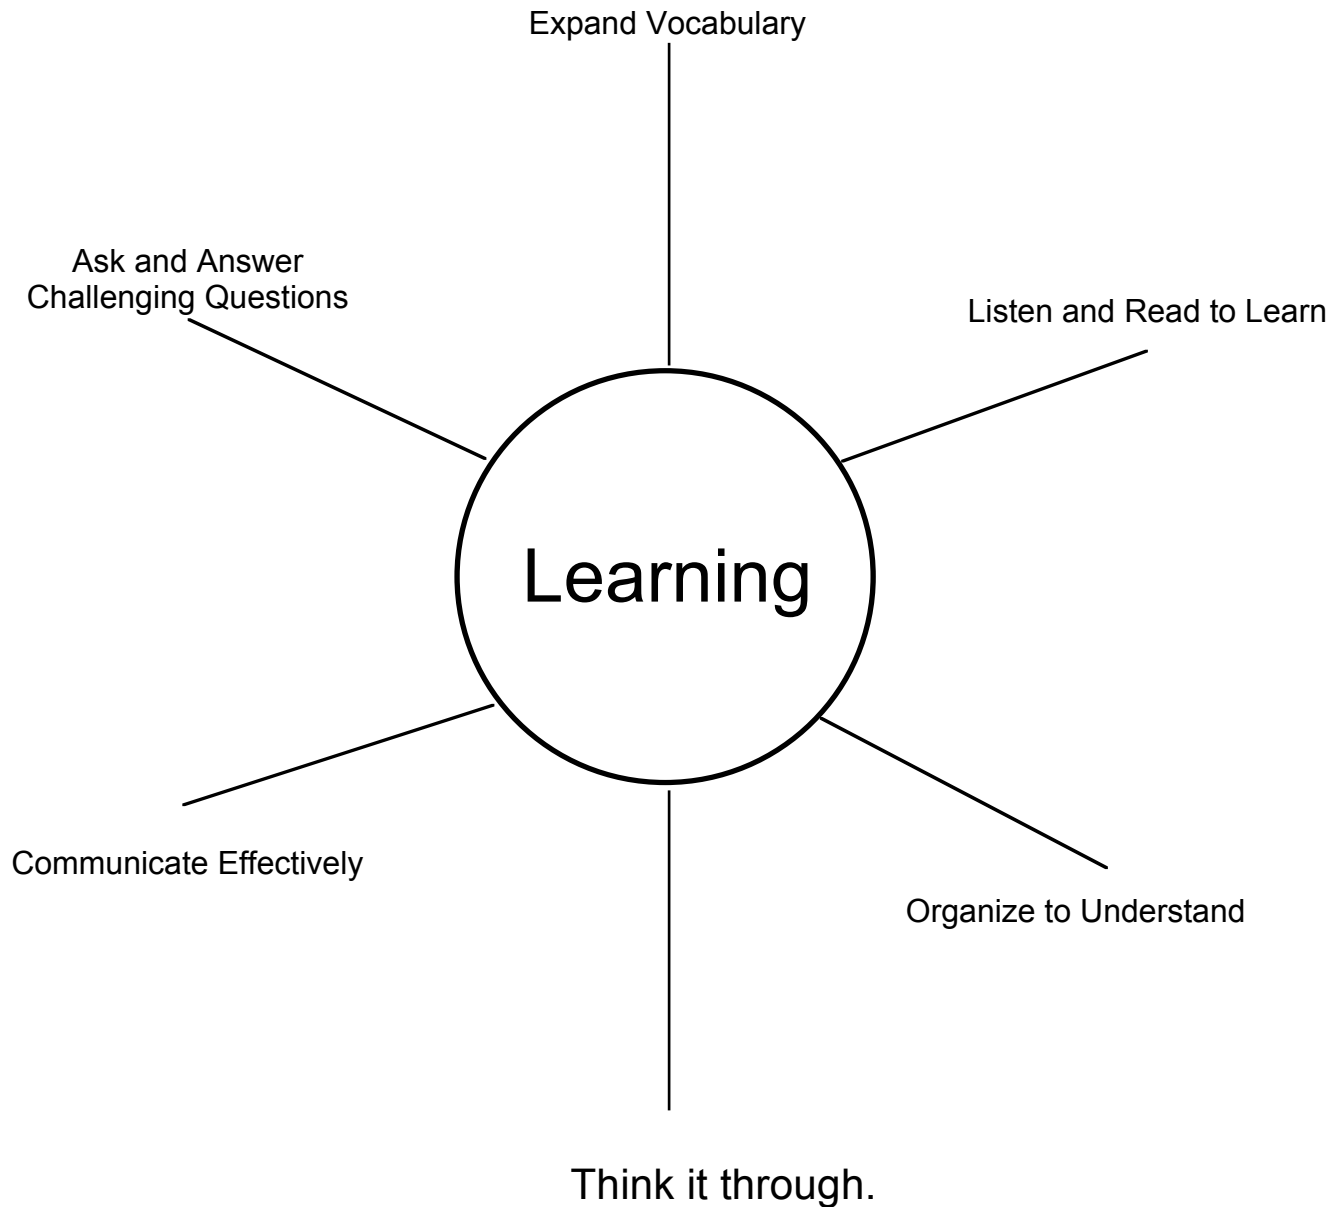 Expand Vocabulary
Ask and Answer
Challenging Questions
Listen and Read to Learn
Learning
Communicate Effectively
Organize to Understand
Think it through.